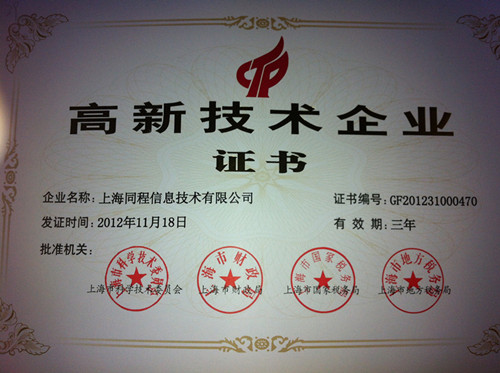 高新技术企业
证书
企业名称：上海同程信息技术有限公司 证书编号：GF201231000470
发证时间：2012年11月18日 有 效 期：三年
批准机关：
上海市科学技术委员会 上海市财政局 上海市国家税务局 上海市地方税务局